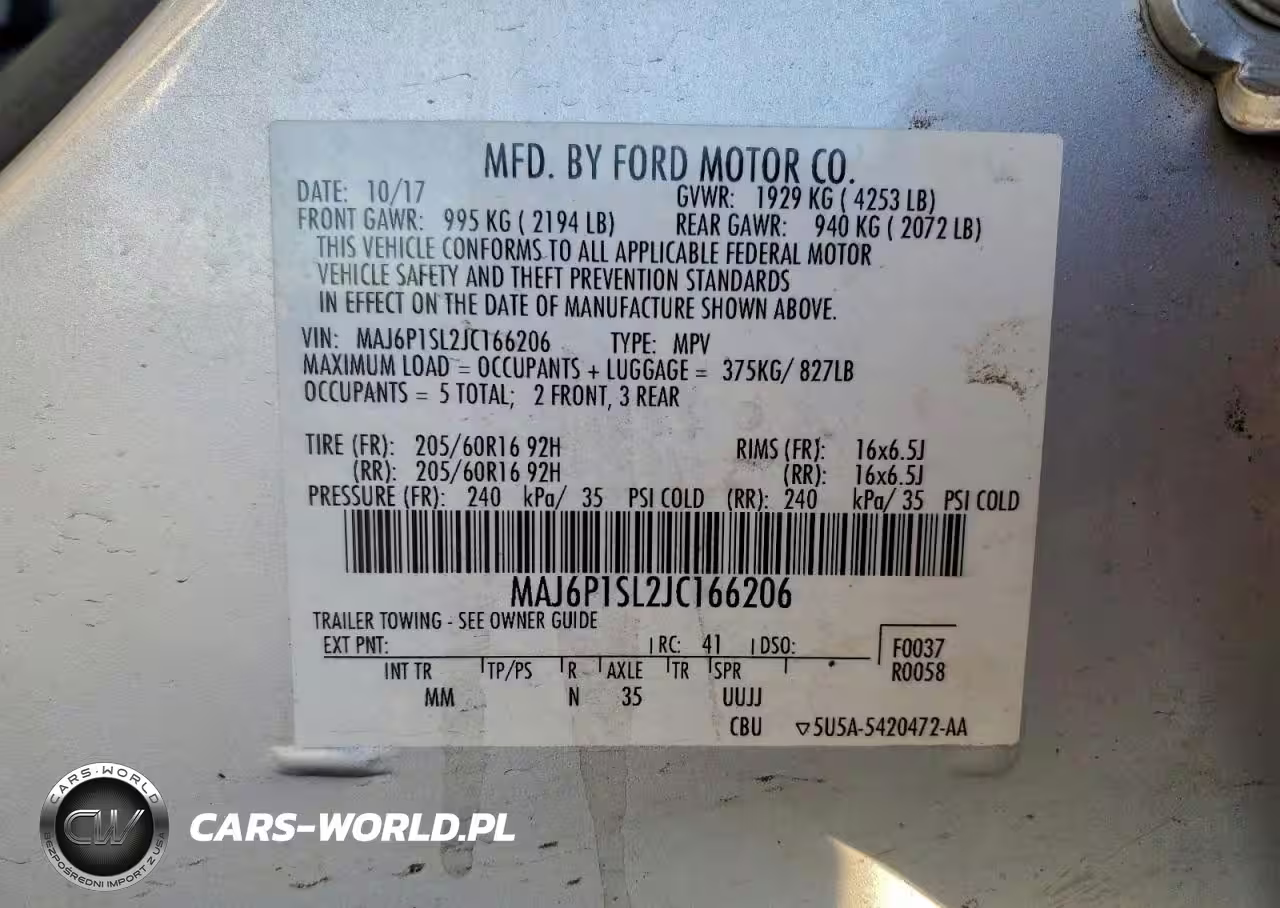 MFD. BY FORD MOTOR CO.
DATE: 10/17 GVWR: 1929 KG ( 4253 LB)
FRONT GAWR: 995 KG ( 2194 LB) REAR GAWR: 940 KG ( 2072 LB)
THIS VEHICLE CONFORMS TO ALL APPLICABLE FEDERAL MOTOR
VEHICLE SAFETY AND THEFT PREVENTION STANDARDS
IN EFFECT ON THE DATE OF MANUFACTURE SHOWN ABOVE.
VIN: MAJ6P1SL2JC166206 TYPE: MPV
MAXIMUM LOAD = OCCUPANTS + LUGGAGE = 375KG/ 827LB
OCCUPANTS = 5 TOTAL; 2 FRONT, 3 REAR
TIRE (FR): 205/60R16 92H RIMS (FR): 16x6.5J
(RR): 205/60R16 92H (RR): 16x6.5J
PRESSURE (FR): 240 kPa/ 35 PSI COLD (RR): 240 kPa/ 35 PSI COLD
MAJ6P1SL2JC166206
TRAILER TOWING - SEE OWNER GUIDE
EXT PNT: RC: 41 DSO: F0037
INT TR TP/PS R AXLE TR SPR R0058
MM N 35 UUJJ
CBU ▽5U5A-5420472-AA
CARS-WORLD
CW
BEZPOŚREDNI IMPORT Z USA
CARS-WORLD.PL